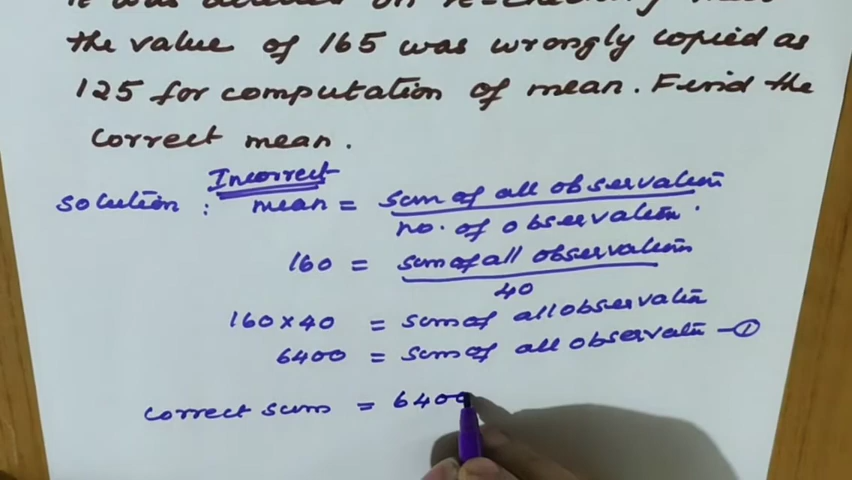 the value of 165 was wrongly copied as
125 for computation of mean. Find the
correct mean.
Solution : Incorrect mean = sum of all observation
no. of observation.
160 = sum of all observation
40
160 x 40 = sum of all observation
6400 = sum of all observatn - ①
correct sum = 6400